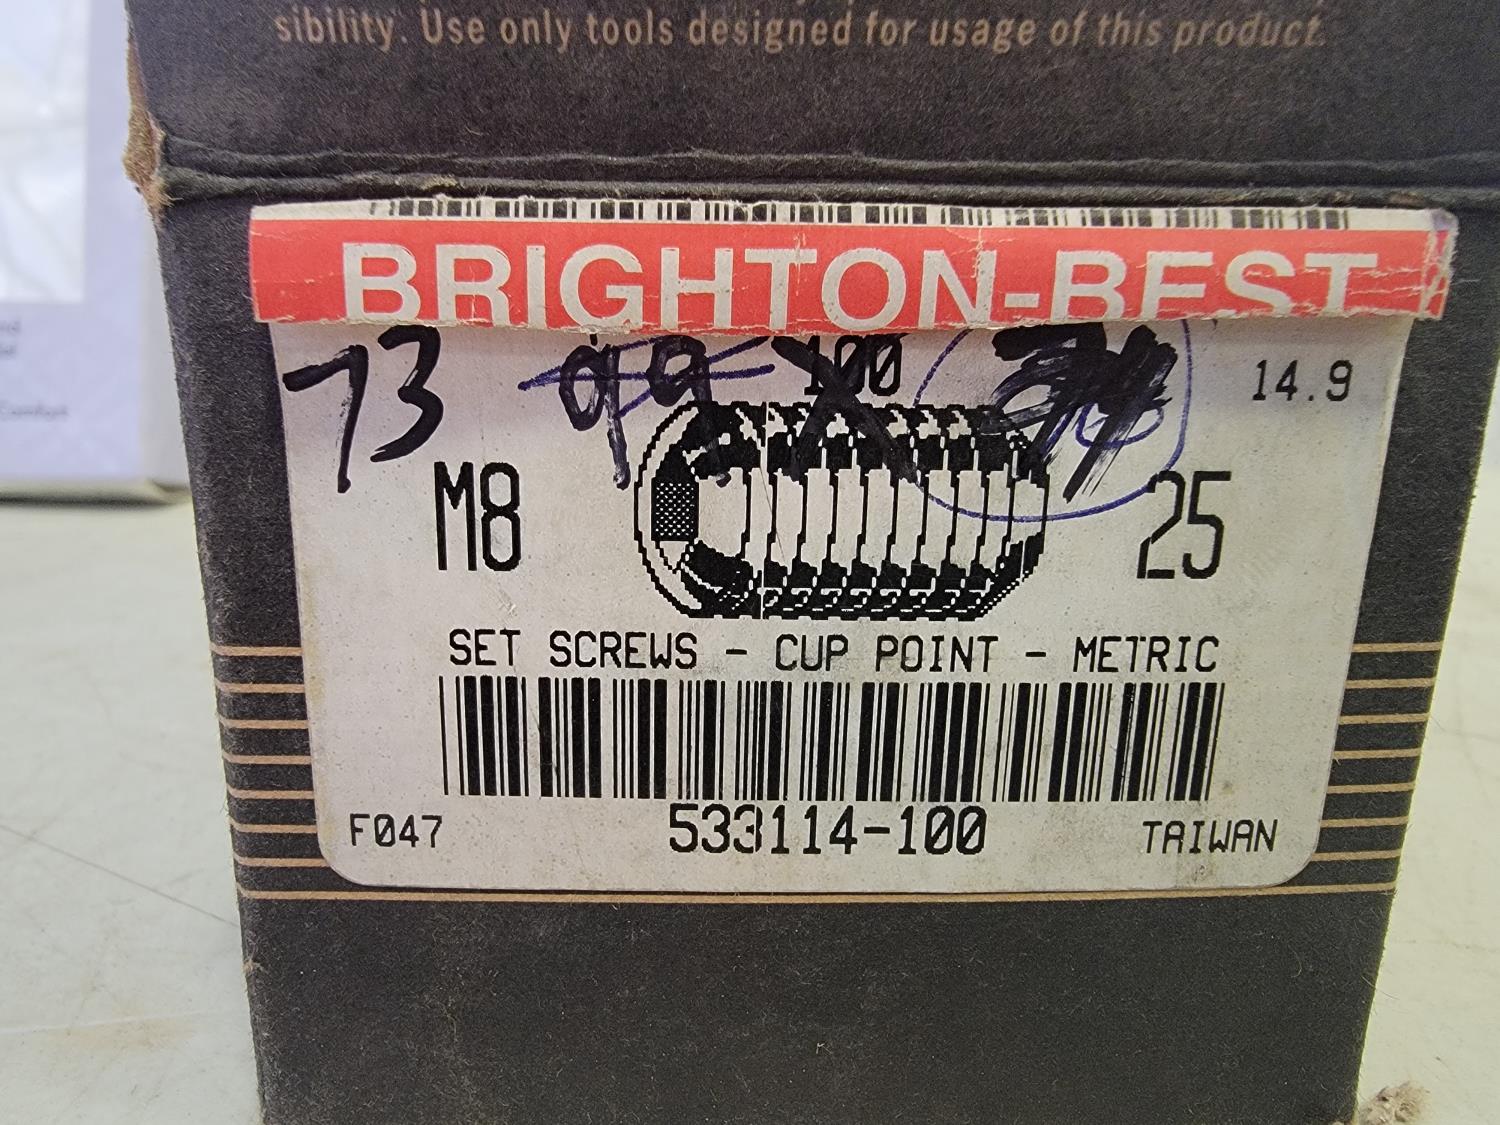 sibility. Use only tools designed for usage of this product.
BRIGHTON-BEST
73 99 100 14.9
M8 25
SET SCREWS - CUP POINT - METRIC
533114-100
F047 TAIWAN